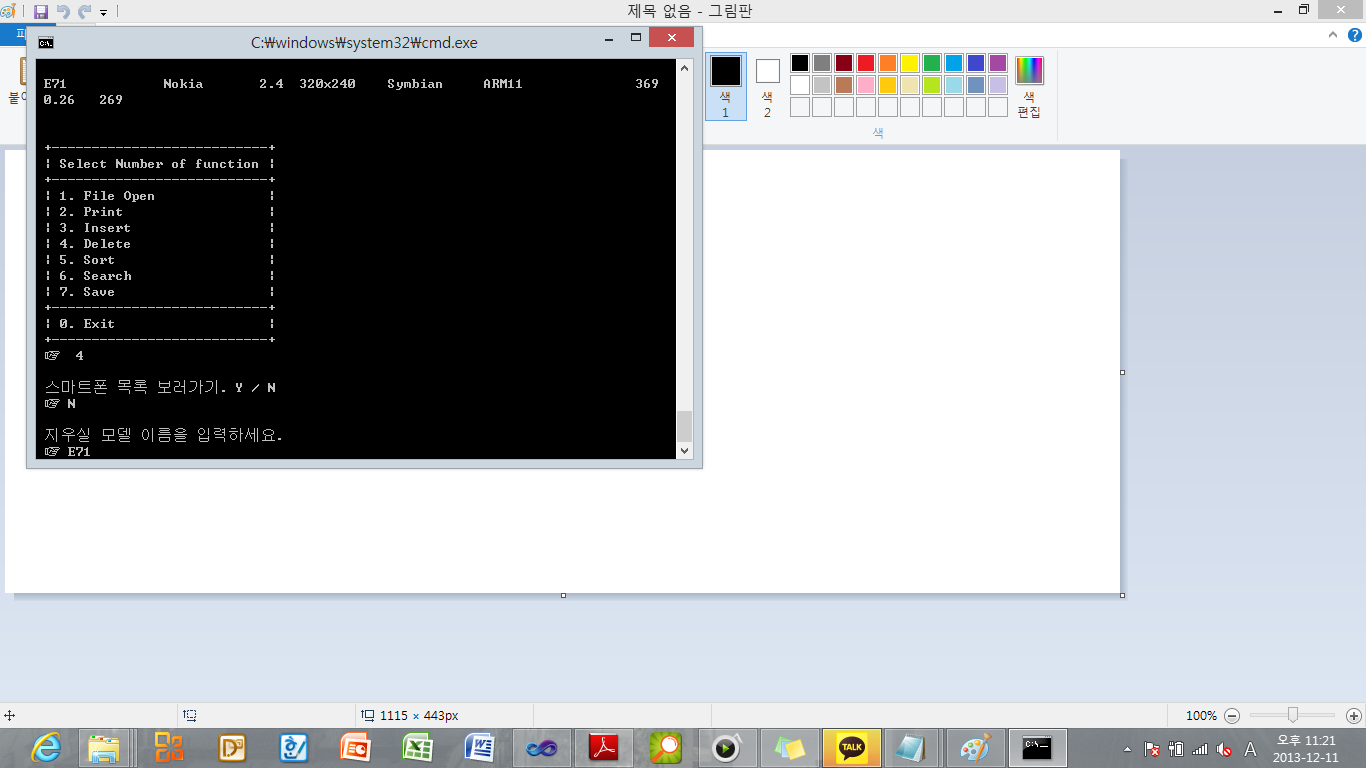 제목 없음 - 그림판
C:₩windows₩system32₩cmd.exe
E71 Nokia 2.4 320x240 Symbian ARM11 369
0.26 269
Select Number of function
1. File Open
2. Print
3. Insert
4. Delete
5. Sort
6. Search
7. Save
0. Exit
☞ 4
스마트폰 목록 보러가기. Y / N
☞ N
지우실 모델 이름을 입력하세요.
☞ E71
색
1
색
2
색
편집
색
1115 × 443px
100%
TALK
A
오후 11:21
2013-12-11